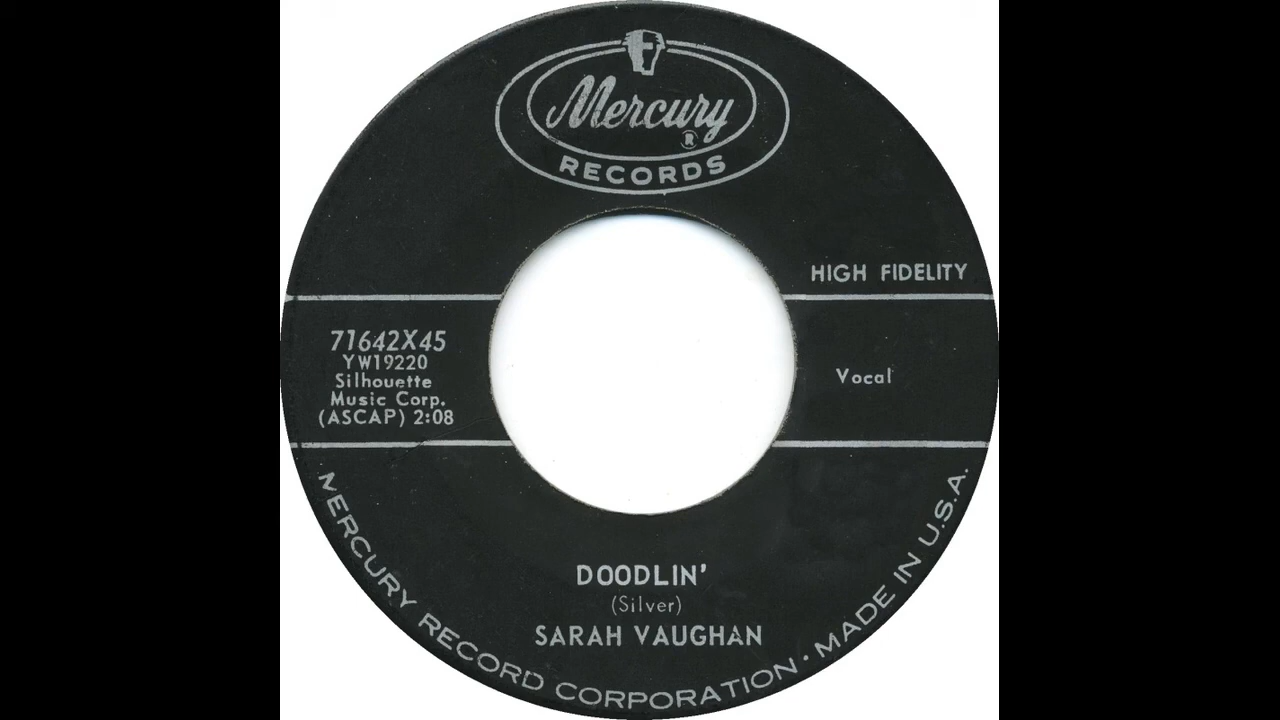 Mercury
®
RECORDS
HIGH FIDELITY
71642X45
YW19220
Silhouette
Music Corp.
(ASCAP) 2:08
Vocal
DOODLIN'
(Silver)
SARAH VAUGHAN
MERCURY RECORD CORPORATION • MADE IN U.S.A.